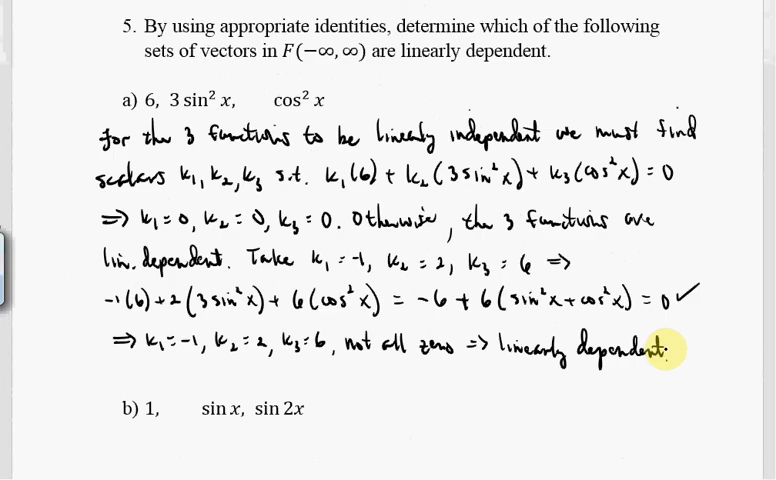 5. By using appropriate identities, determine which of the following
sets of vectors in F(−∞, ∞) are linearly dependent.
a) 6, 3 sin² x, cos² x
for the 3 functions to be linearly independent we must find
scalars k₁, k₂, k₃ s.t. k₁(6) + k₂(3sin²x) + k₃(cos²x) = 0
⇒ k₁ = 0, k₂ = 0, k₃ = 0. Otherwise, the 3 functions are
lin. dependent. Take k₁ = -1, k₂ = 2, k₃ = 6 ⇒
-1(6) + 2(3sin²x) + 6(cos²x) = -6 + 6(sin²x + cos²x) = 0 ✓
⇒ k₁ = -1, k₂ = 2, k₃ = 6, not all zero ⇒ linearly dependent.
b) 1, sin x, sin 2x